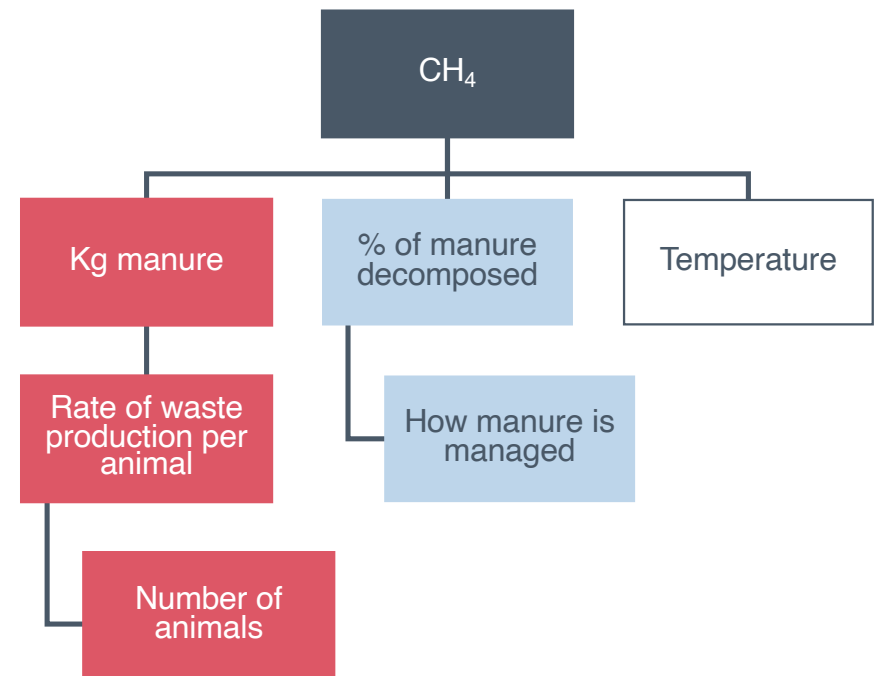 CH₄
Kg manure
% of manure
decomposed
Temperature
Rate of waste
production per
animal
How manure is
managed
Number of
animals